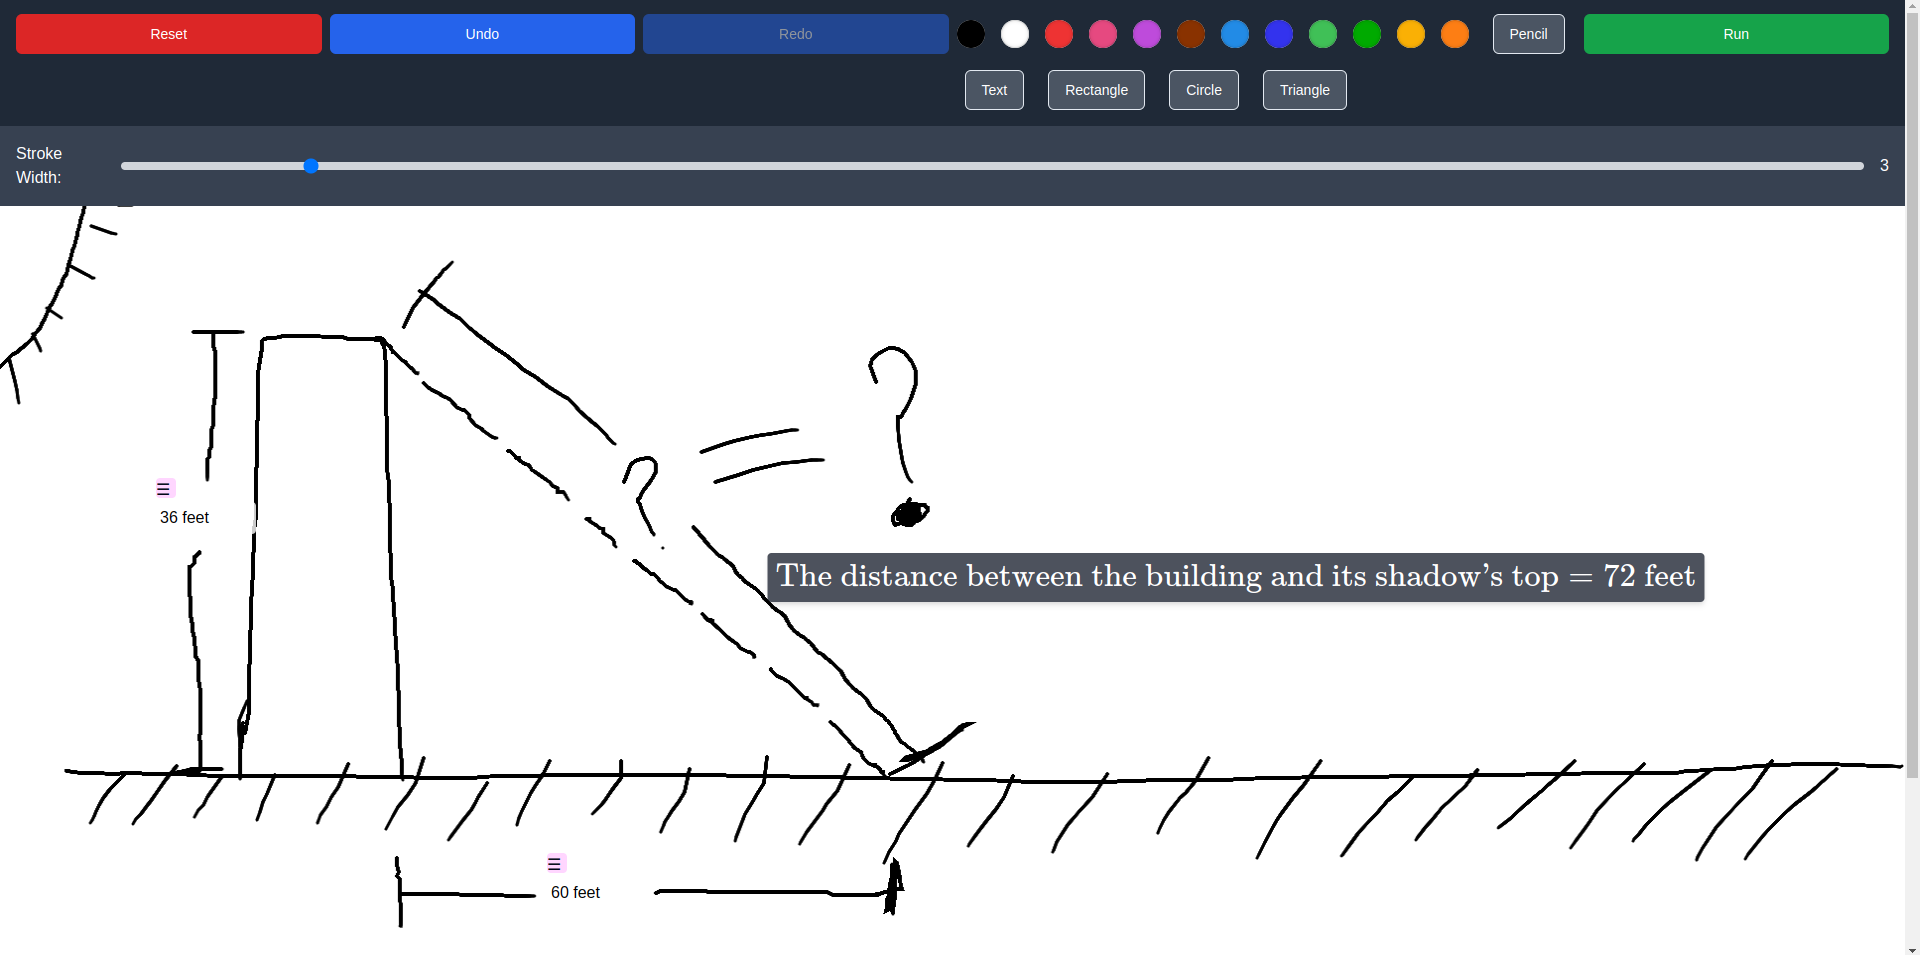 Reset
Undo
Redo
Pencil
Run
Text
Rectangle
Circle
Triangle
Stroke
Width:
3
?
?
=
36 feet
The distance between the building and its shadow's top = 72 feet
60 feet